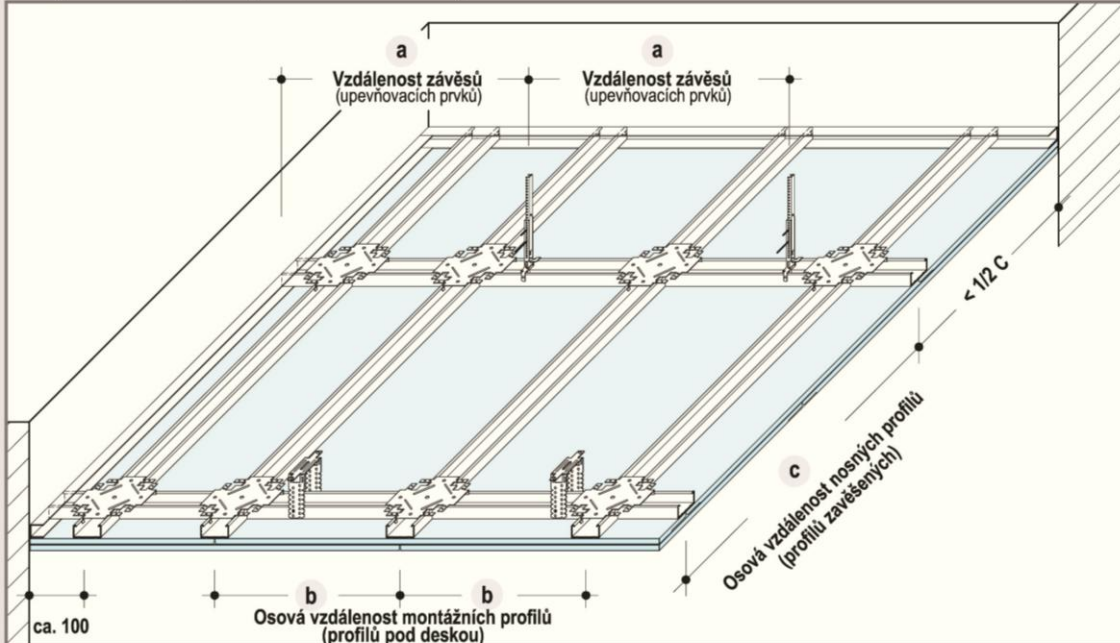 a
Vzdálenost závěsů
(upevňovacích prvků)
a
Vzdálenost závěsů
(upevňovacích prvků)
< 1/2 C
c
Osová vzdálenost nosných profilů
(profilů zavěšených)
b
b
Osová vzdálenost montážních profilů
(profilů pod deskou)
ca. 100